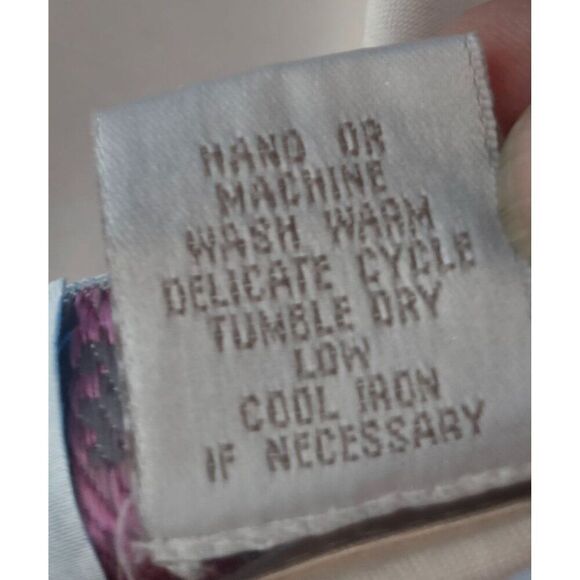 HAND OR
MACHINE
WASH WARM
DELICATE CYCLE
TUMBLE DRY
LOW
COOL IRON
IF NECESSARY